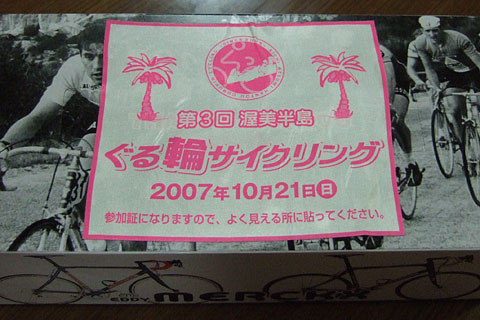 第3回 渥美半島
ぐる輪サイクリング
2007年10月21日日
参加証になりますので、よく見える所に貼ってください。
EDDY MERCKX